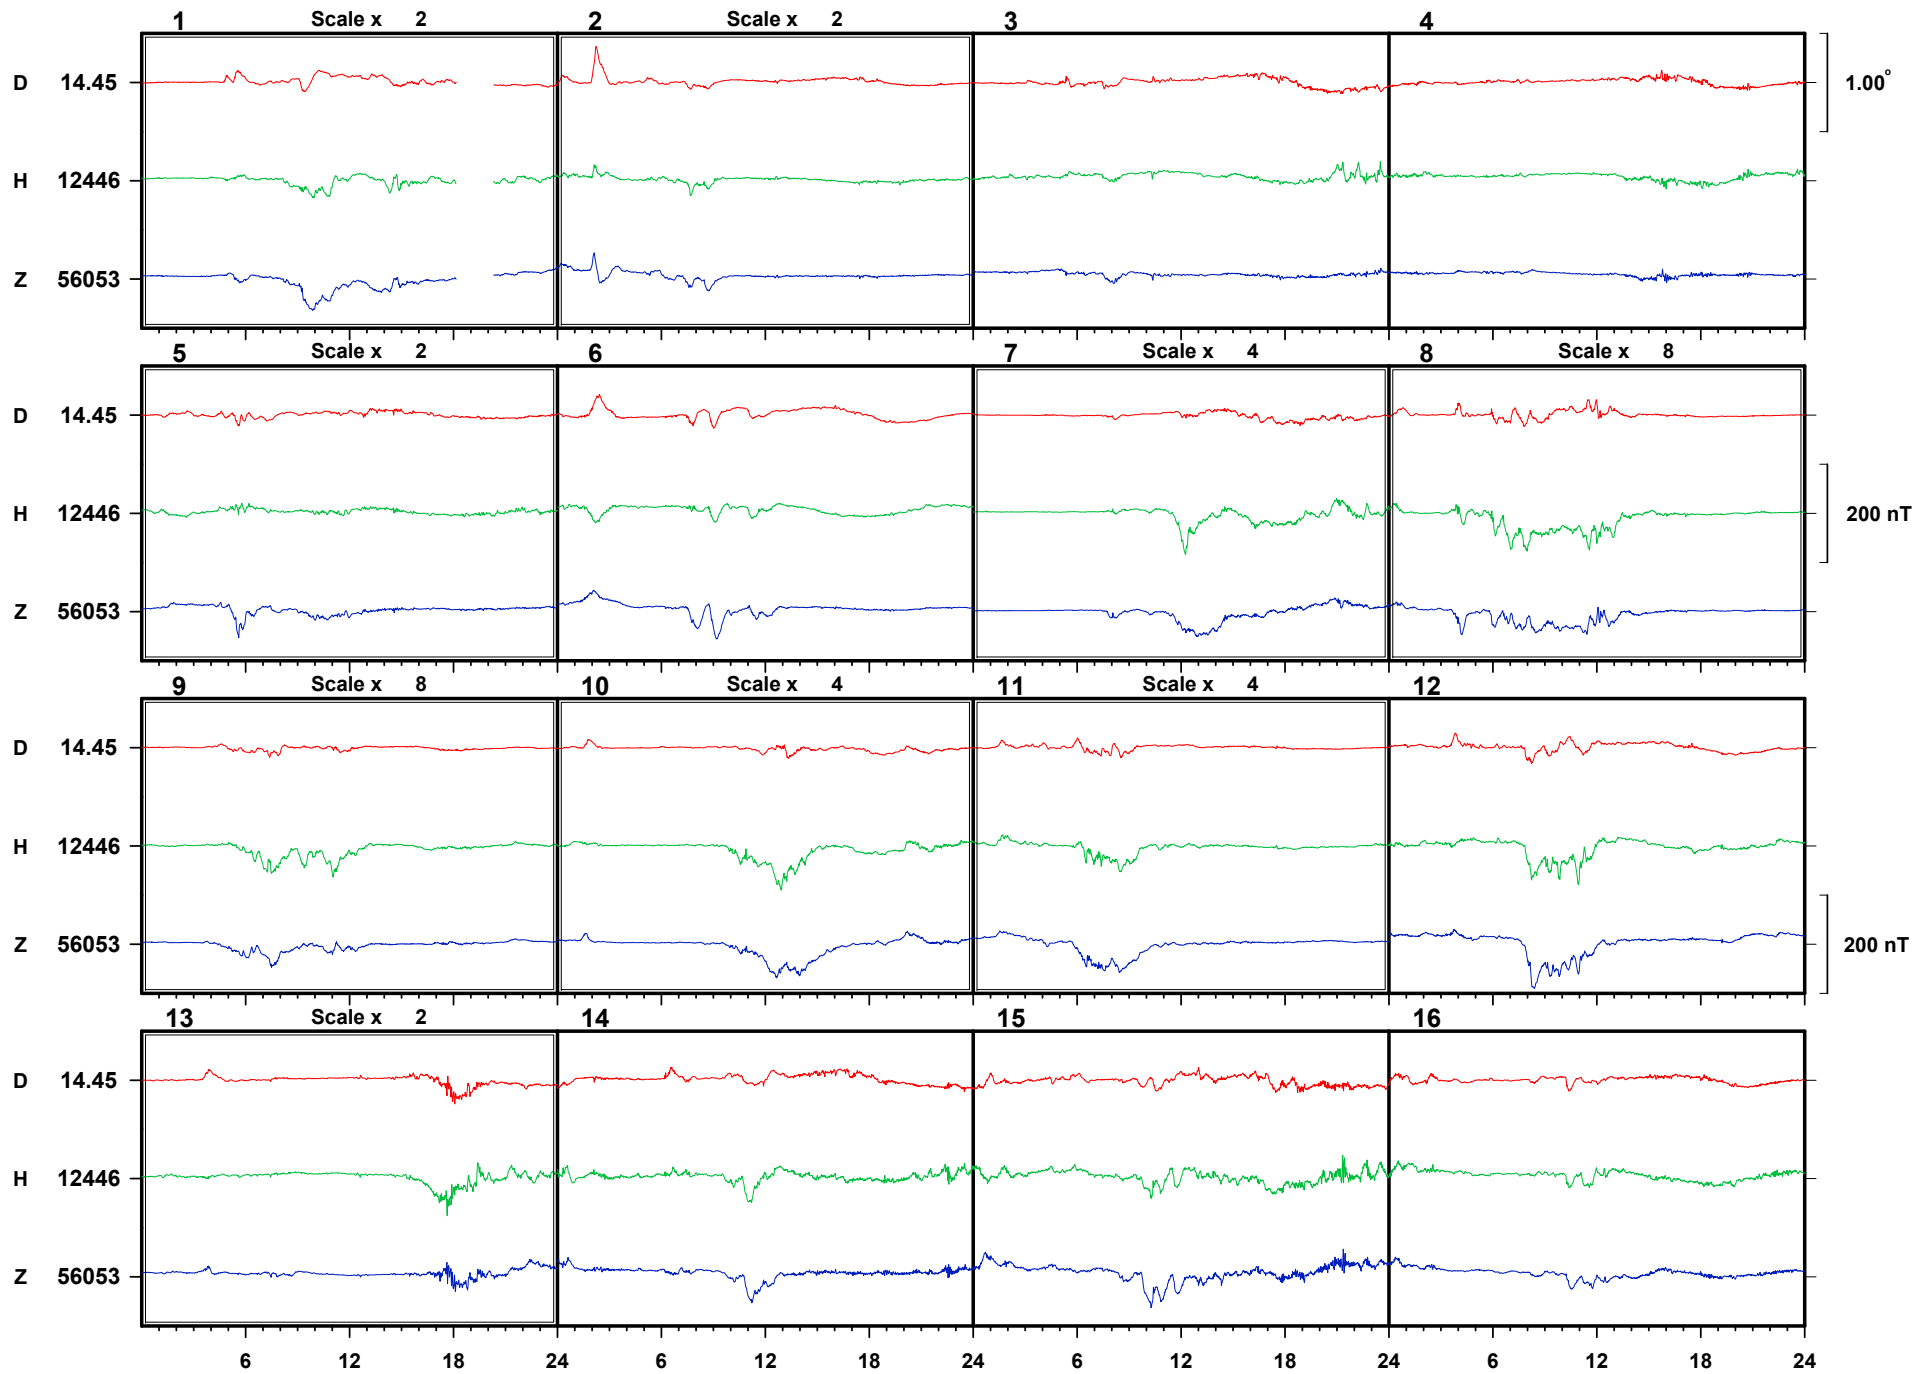 1 Scale x 2 2 Scale x 2 3 4
D 14.45 1.00°
H 12446
Z 56053
5 Scale x 2 6 7 Scale x 4 8 Scale x 8
D 14.45
H 12446 200 nT
Z 56053
9 Scale x 8 10 Scale x 4 11 Scale x 4 12
D 14.45
H 12446
Z 56053 200 nT
13 Scale x 2 14 15 16
D 14.45
H 12446
Z 56053
6 12 18 24 6 12 18 24 6 12 18 24 6 12 18 24